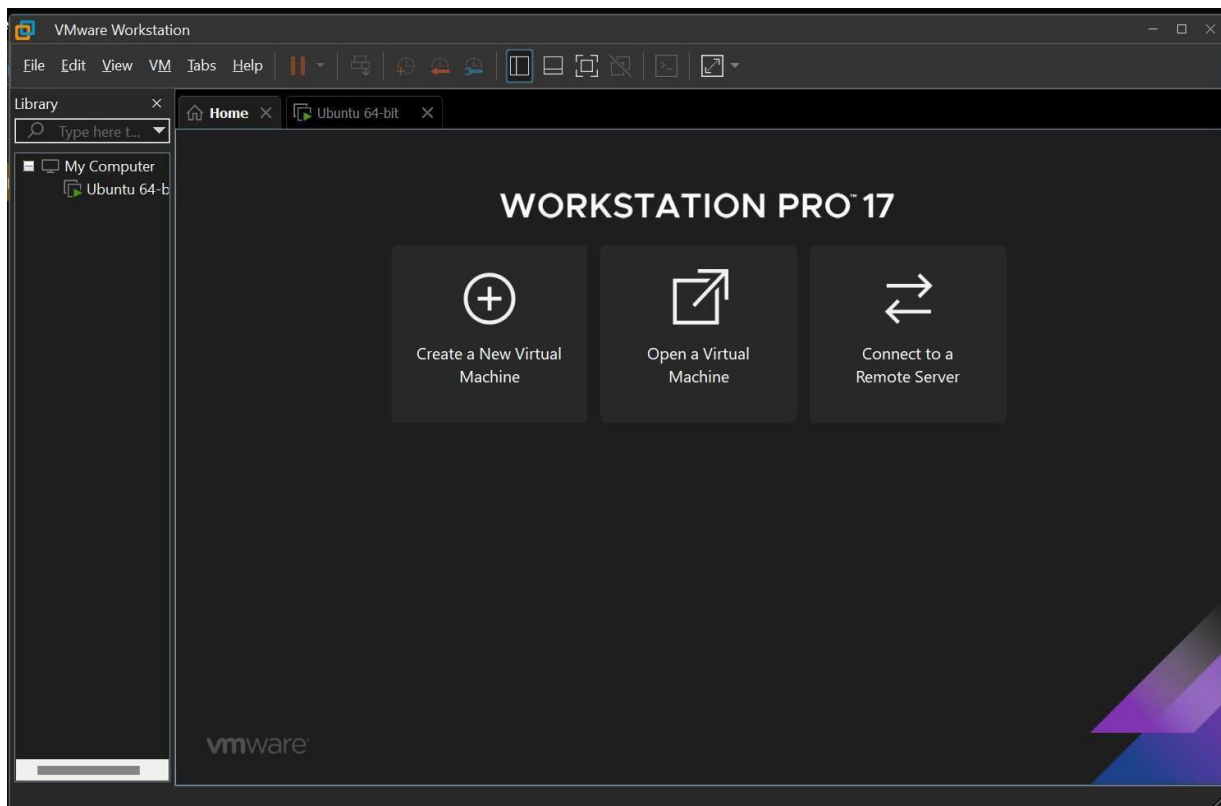 VMware Workstation
File Edit View VM Tabs Help
Library
Type here t...
Home
Ubuntu 64-bit
My Computer
Ubuntu 64-b
WORKSTATION PRO™ 17
Create a New Virtual
Machine
Open a Virtual
Machine
Connect to a
Remote Server
vmware®